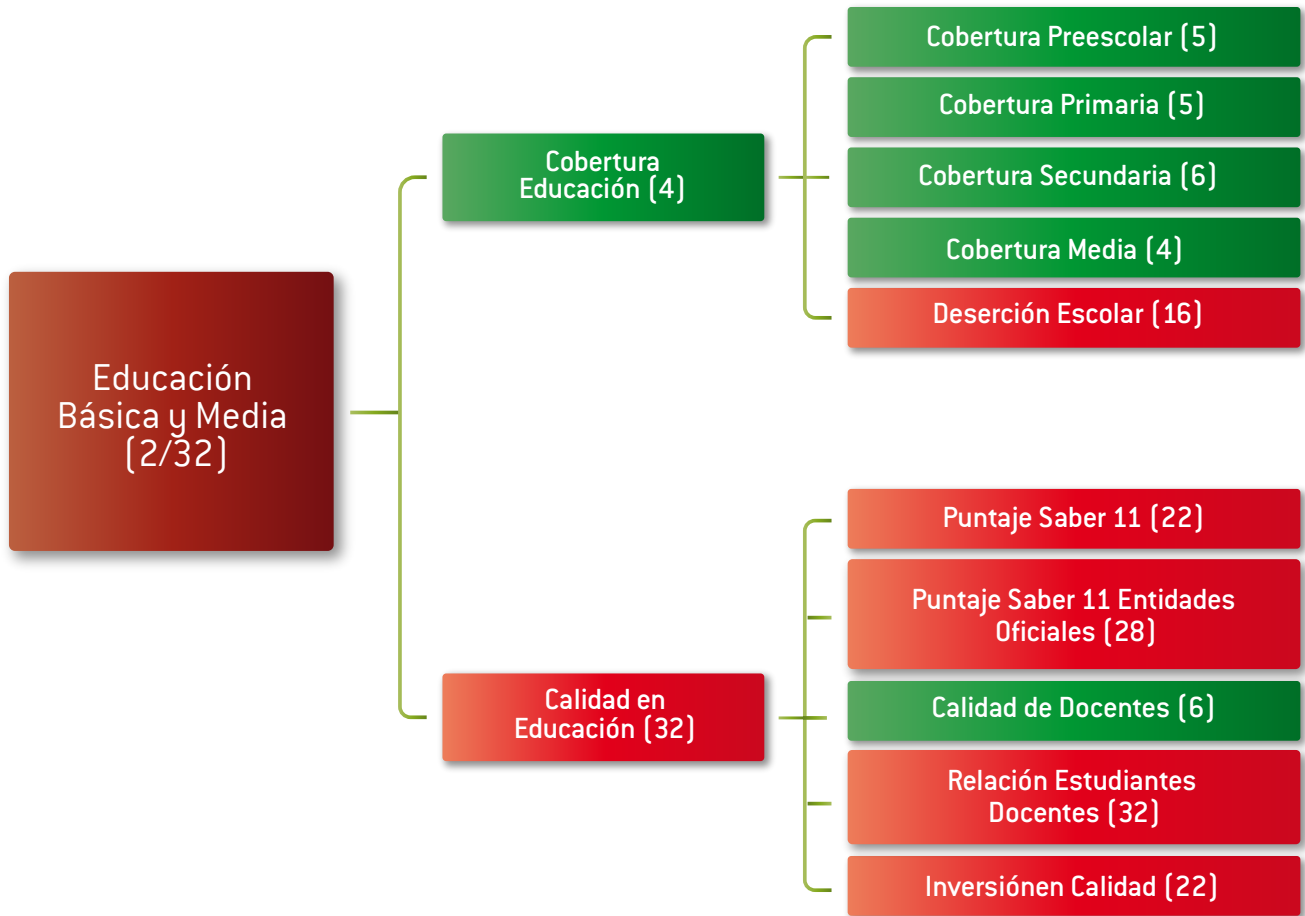 Educación
Básica y Media
(2/32)
Cobertura
Educación (4)
Cobertura Preescolar (5)
Cobertura Primaria (5)
Cobertura Secundaria (6)
Cobertura Media (4)
Deserción Escolar (16)
Calidad en
Educación (32)
Puntaje Saber 11 (22)
Puntaje Saber 11 Entidades
Oficiales (28)
Calidad de Docentes (6)
Relación Estudiantes
Docentes (32)
Inversiónen Calidad (22)